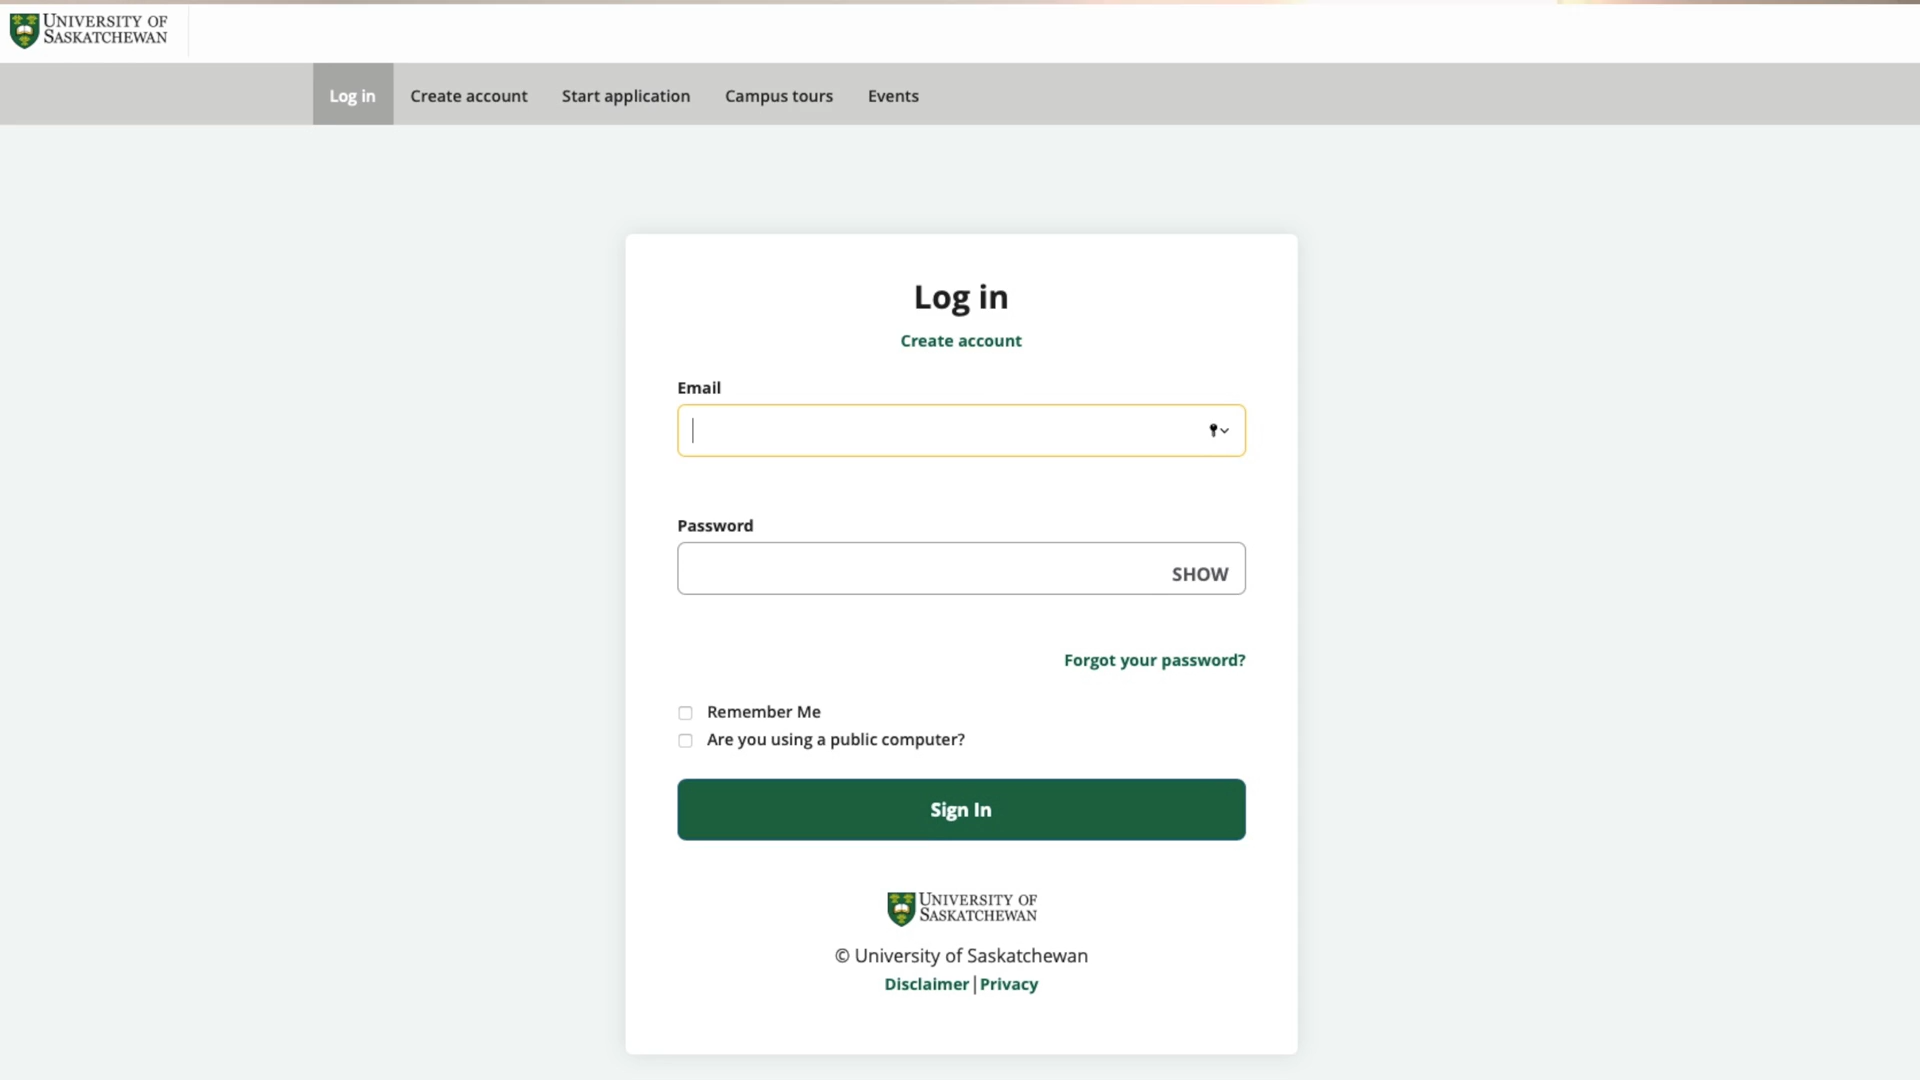 UNIVERSITY OF
SASKATCHEWAN
Log in
Create account
Start application
Campus tours
Events
Log in
Create account
Email
Password
SHOW
Forgot your password?
Remember Me
Are you using a public computer?
Sign In
UNIVERSITY OF
SASKATCHEWAN
© University of Saskatchewan
Disclaimer | Privacy